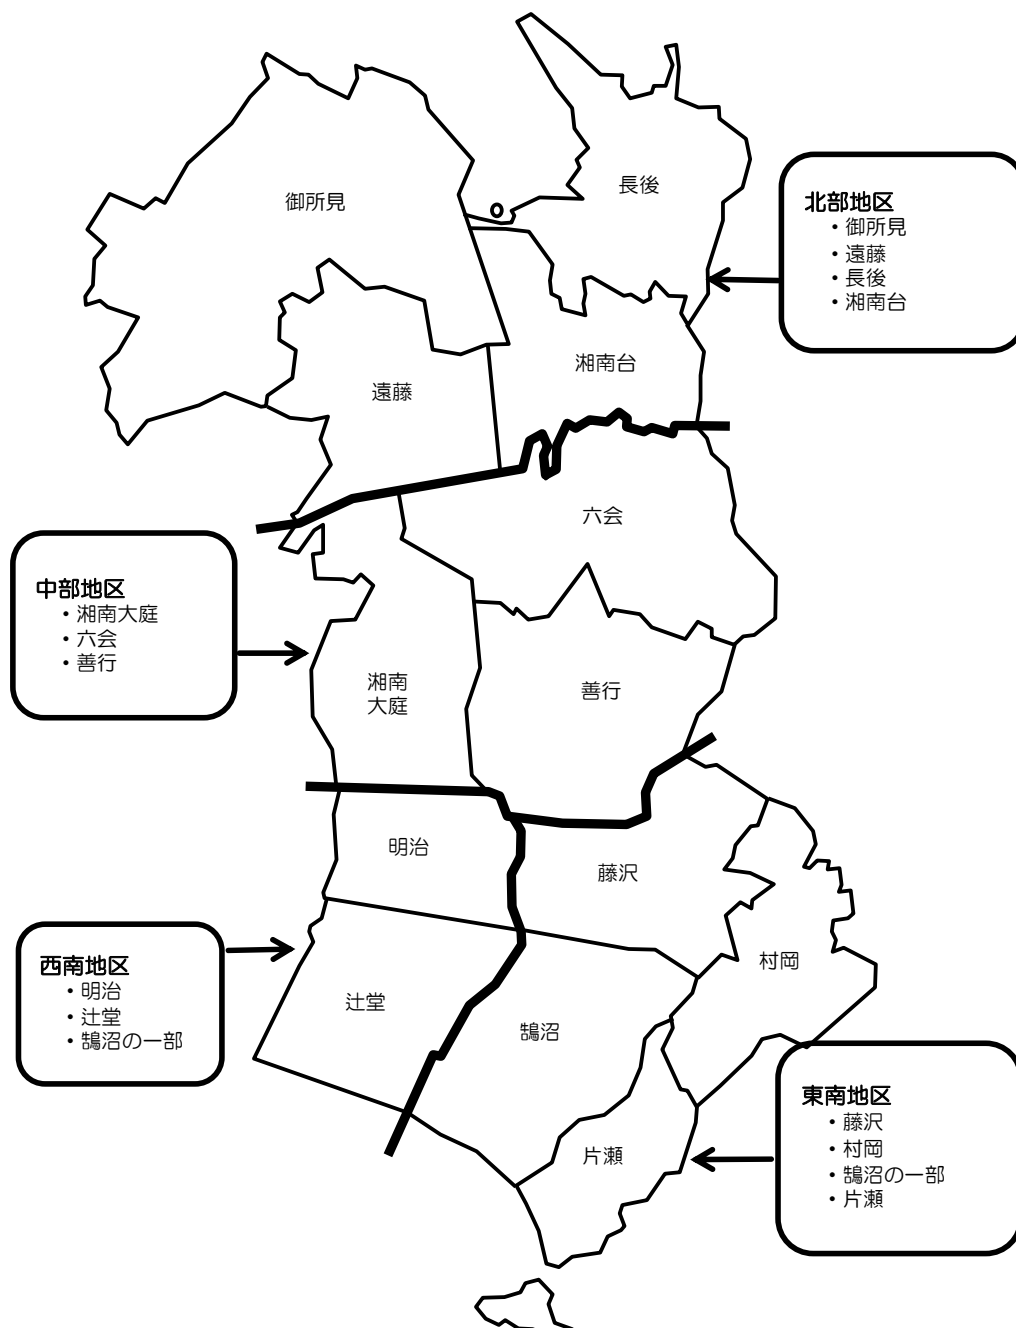 長後
御所見
北部地区
・御所見
・遠藤
・長後
・湘南台
湘南台
遠藤
六会
中部地区
・湘南大庭
・六会
・善行
湘南
大庭
善行
明治
藤沢
西南地区
・明治
・辻堂
・鵠沼の一部
村岡
辻堂
鵠沼
東南地区
・藤沢
・村岡
・鵠沼の一部
・片瀬
片瀬